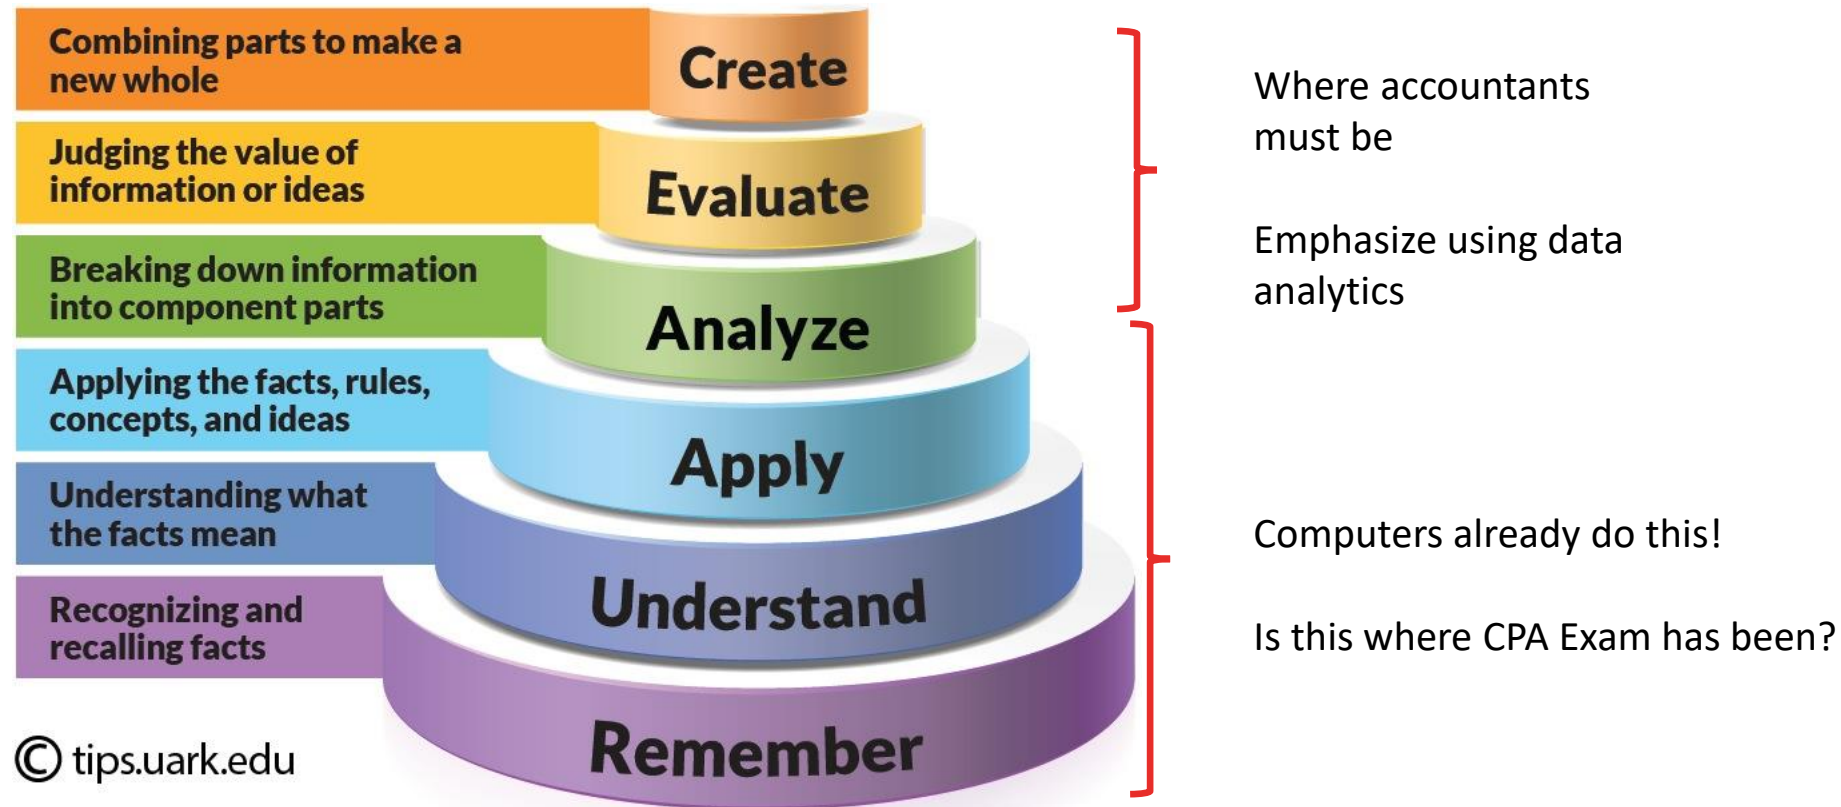 Combining parts to make a
new whole
Create
Judging the value of
information or ideas
Evaluate
Breaking down information
into component parts
Analyze
Applying the facts, rules,
concepts, and ideas
Apply
Understanding what
the facts mean
Understand
Recognizing and
recalling facts
Remember
© tips.uark.edu
Where accountants
must be
Emphasize using data
analytics
Computers already do this!
Is this where CPA Exam has been?